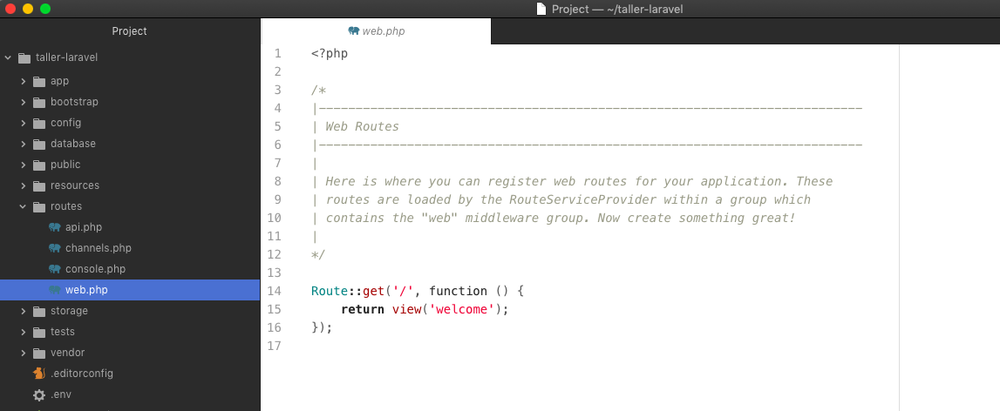 Project — ~/taller-laravel
Project
taller-laravel
app
bootstrap
config
database
public
resources
routes
api.php
channels.php
console.php
web.php
storage
tests
vendor
.editorconfig
.env
web.php
1 <?php
2
3 /*
4 |--------------------------------------------------------------------------
5 | Web Routes
6 |--------------------------------------------------------------------------
7 |
8 | Here is where you can register web routes for your application. These
9 | routes are loaded by the RouteServiceProvider within a group which
10 | contains the "web" middleware group. Now create something great!
11 |
12 */
13
14 Route::get('/', function () {
15     return view('welcome');
16 });
17